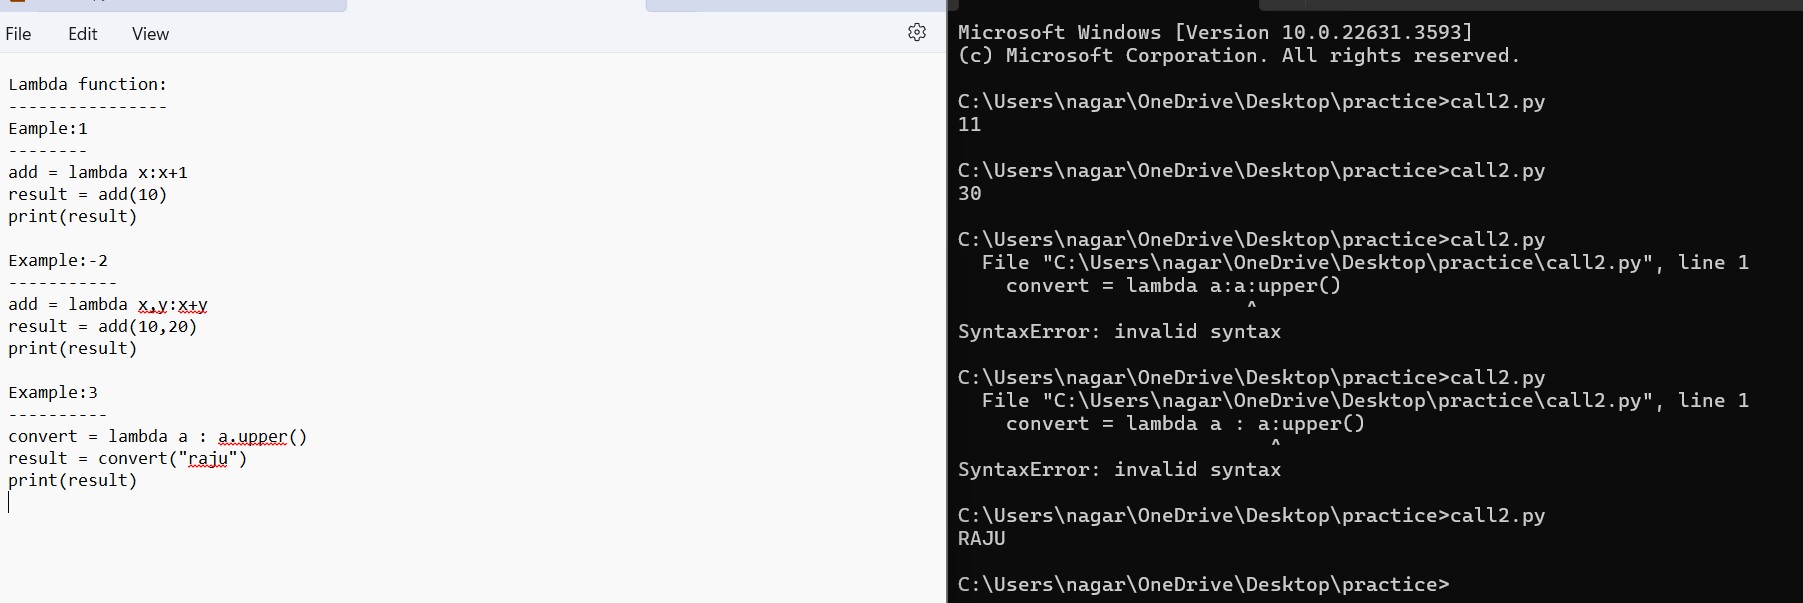 File Edit View
Lambda function:
----------------
Eample:1
--------
add = lambda x:x+1
result = add(10)
print(result)
Example:-2
-----------
add = lambda x,y:x+y
result = add(10,20)
print(result)
Example:3
----------
convert = lambda a : a.upper()
result = convert("raju")
print(result)
Microsoft Windows [Version 10.0.22631.3593]
(c) Microsoft Corporation. All rights reserved.
C:\Users\nagar\OneDrive\Desktop\practice>call2.py
11
C:\Users\nagar\OneDrive\Desktop\practice>call2.py
30
C:\Users\nagar\OneDrive\Desktop\practice>call2.py
File "C:\Users\nagar\OneDrive\Desktop\practice\call2.py", line 1
convert = lambda a:a:upper()
^
SyntaxError: invalid syntax
C:\Users\nagar\OneDrive\Desktop\practice>call2.py
File "C:\Users\nagar\OneDrive\Desktop\practice\call2.py", line 1
convert = lambda a : a:upper()
^
SyntaxError: invalid syntax
C:\Users\nagar\OneDrive\Desktop\practice>call2.py
RAJU
C:\Users\nagar\OneDrive\Desktop\practice>